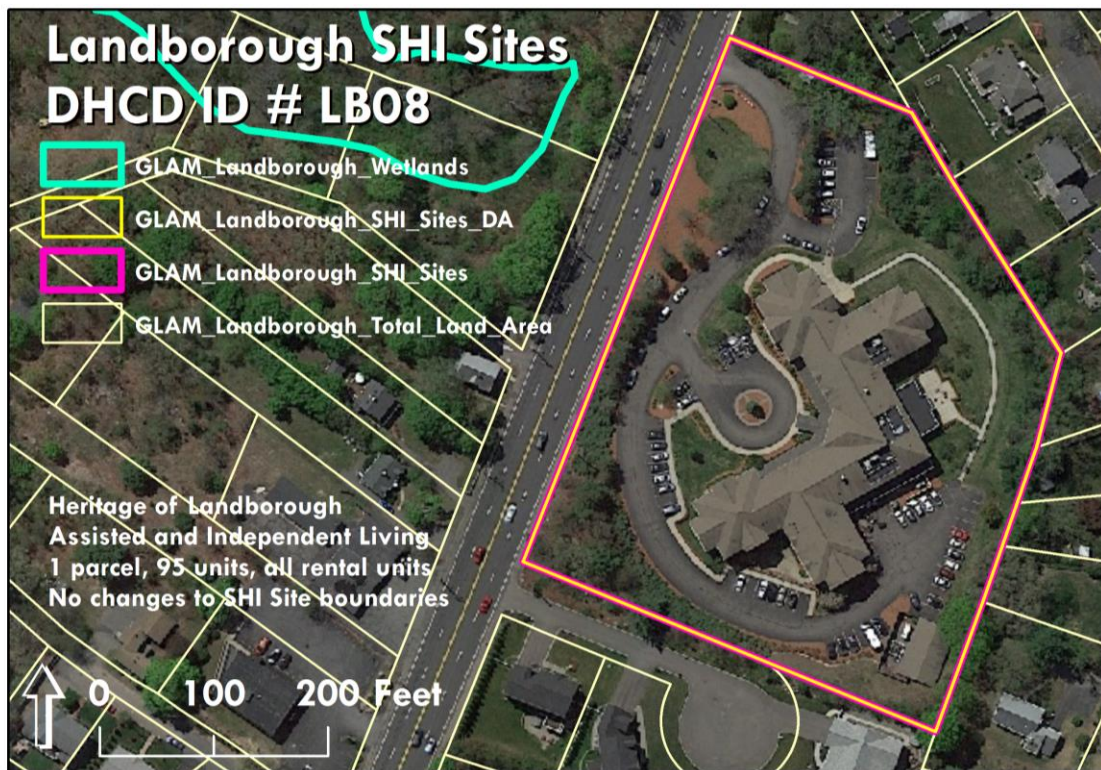 Landborough SHI Sites
DHCD ID # LB08
GLAM_Landborough_Wetlands
GLAM_Landborough_SHI_Sites_DA
GLAM_Landborough_SHI_Sites
GLAM_Landborough_Total_Land_Area
Heritage of Landborough
Assisted and Independent Living
1 parcel, 95 units, all rental units
No changes to SHI Site boundaries
0 100 200 Feet